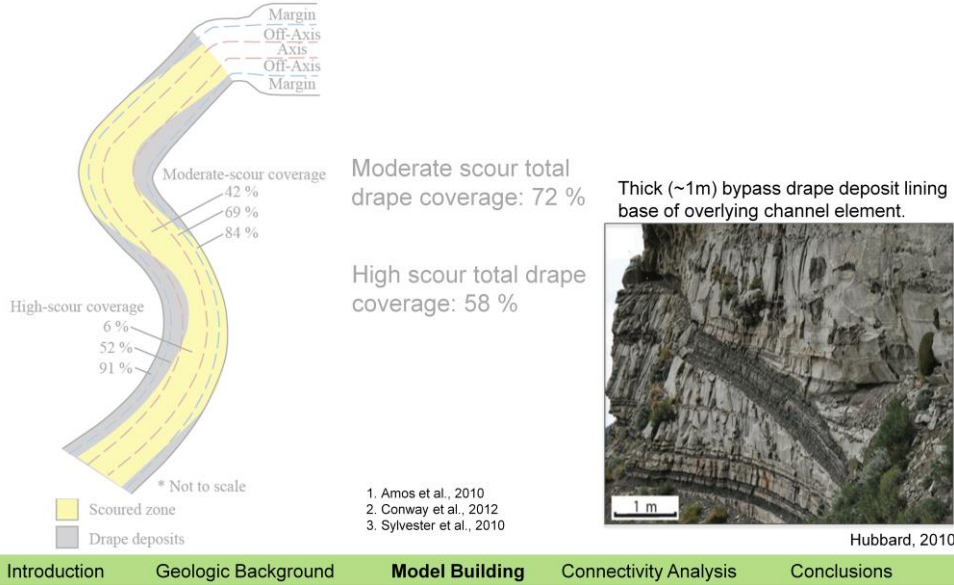 Margin
Off-Axis
Axis
Off-Axis
Margin
Moderate-scour coverage
42 %
69 %
84 %
High-scour coverage
6 %
52 %
91 %
* Not to scale
Scoured zone
Drape deposits
Moderate scour total
drape coverage: 72 %
High scour total drape
coverage: 58 %
1. Amos et al., 2010
2. Conway et al., 2012
3. Sylvester et al., 2010
Thick (~1m) bypass drape deposit lining
base of overlying channel element.
1 m
Hubbard, 2010
Introduction Geologic Background Model Building Connectivity Analysis Conclusions